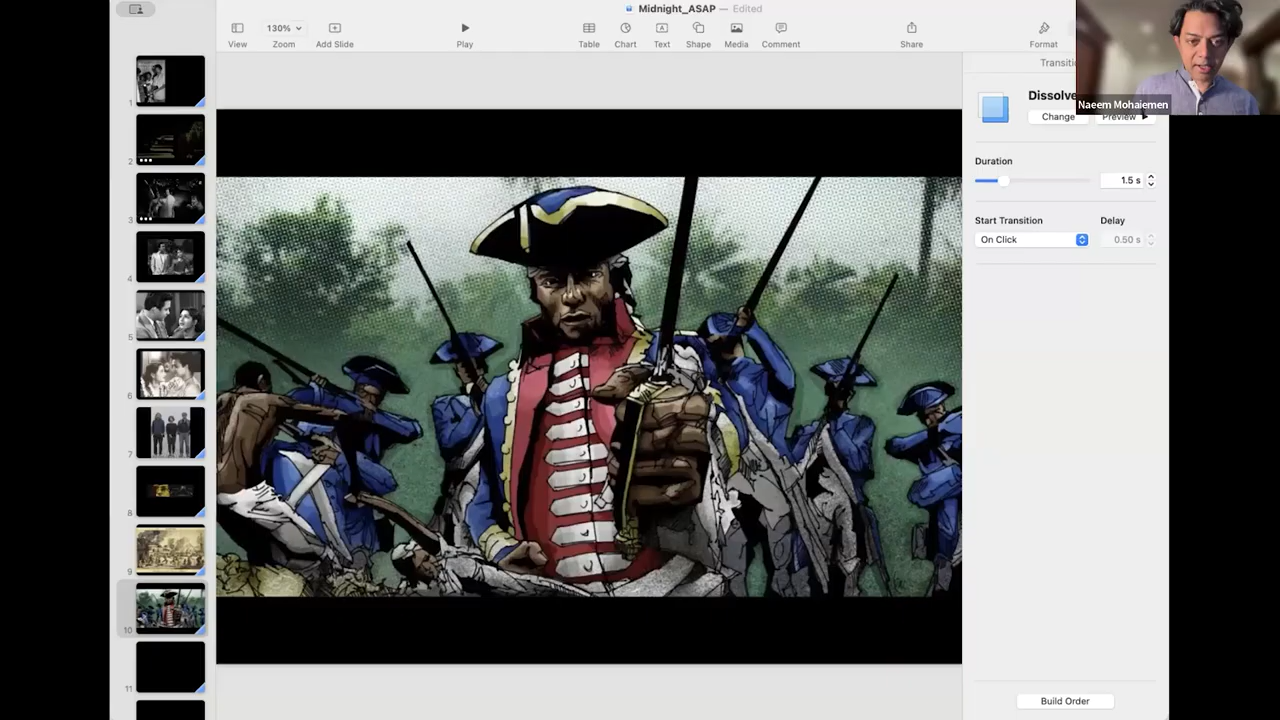 Midnight_ASAP — Edited
130%
View
Zoom
Add Slide
Play
Table
Chart
Text
Shape
Media
Comment
Share
Format
Dissolve
Change
Preview
Naeem Mohaiemen
Duration
1.5 s
Start Transition
Delay
On Click
0.50 s
1
2
3
4
5
6
7
8
9
10
11
Build Order